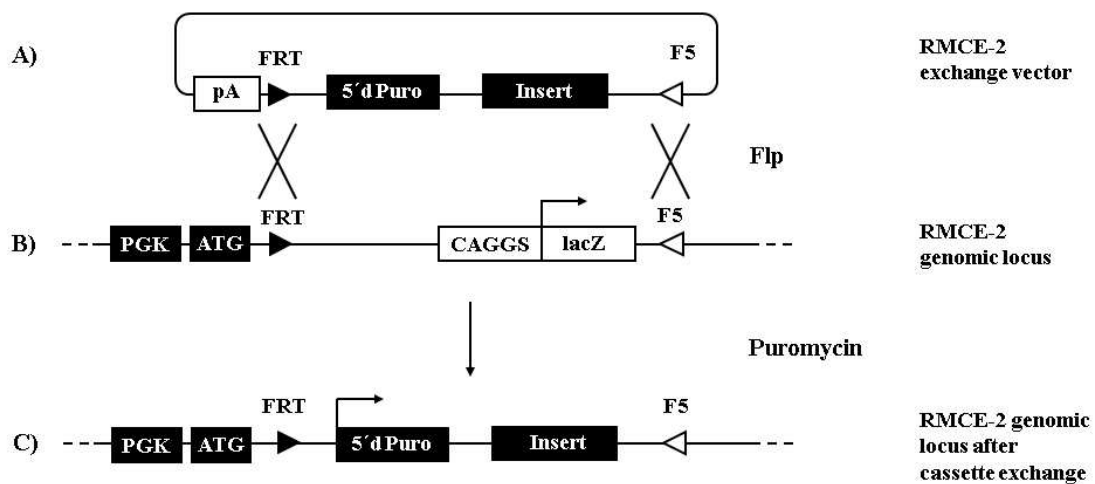 A)
FRT
F5
RMCE-2
exchange vector
pA
5´d Puro
Insert
Flp
B)
FRT
F5
RMCE-2
genomic locus
PGK
ATG
CAGGS
lacZ
Puromycin
C)
FRT
F5
RMCE-2 genomic
locus after
cassette exchange
PGK
ATG
5´d Puro
Insert